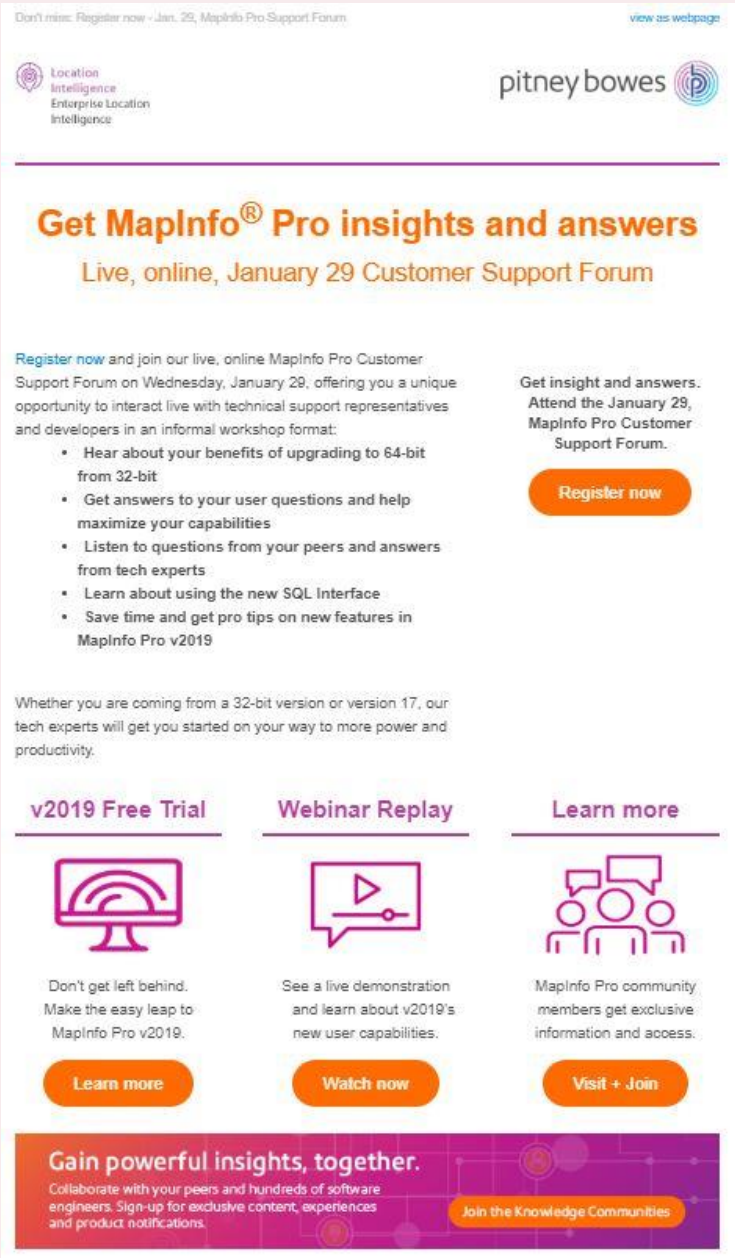 Don't miss: Register now - Jan. 29, MapInfo Pro Support Forum
view as webpage
Location
Intelligence
Enterprise Location
Intelligence
pitney bowes
Get MapInfo® Pro insights and answers
Live, online, January 29 Customer Support Forum
Register now and join our live, online MapInfo Pro Customer
Support Forum on Wednesday, January 29, offering you a unique
opportunity to interact live with technical support representatives
and developers in an informal workshop format:
• Hear about your benefits of upgrading to 64-bit
from 32-bit
• Get answers to your user questions and help
maximize your capabilities
• Listen to questions from your peers and answers
from tech experts
• Learn about using the new SQL Interface
• Save time and get pro tips on new features in
MapInfo Pro v2019
Get insight and answers.
Attend the January 29,
MapInfo Pro Customer
Support Forum.
Register now
Whether you are coming from a 32-bit version or version 17, our
tech experts will get you started on your way to more power and
productivity.
v2019 Free Trial
Don't get left behind.
Make the easy leap to
MapInfo Pro v2019.
Learn more
Webinar Replay
See a live demonstration
and learn about v2019's
new user capabilities.
Watch now
Learn more
MapInfo Pro community
members get exclusive
information and access.
Visit + Join
Gain powerful insights, together.
Collaborate with your peers and hundreds of software
engineers. Sign-up for exclusive content, experiences
and product notifications.
Join the Knowledge Communities